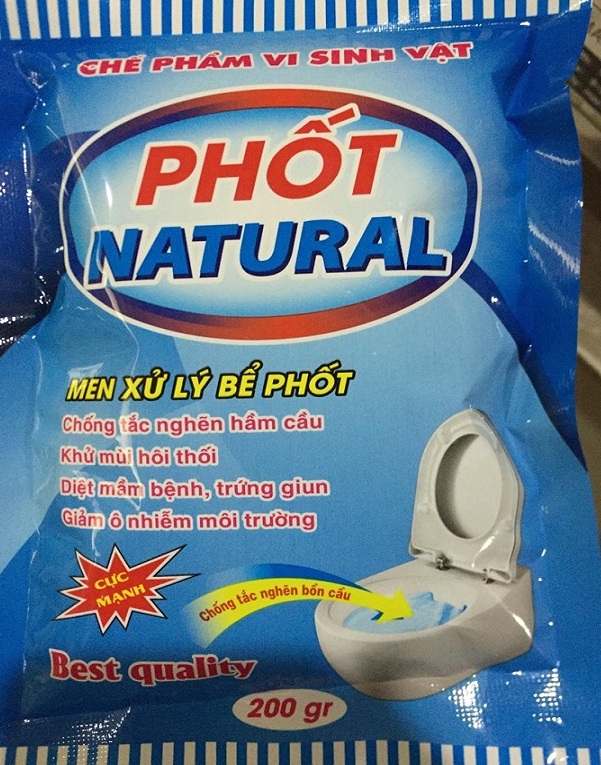 CHẾ PHẨM VI SINH VẬT
PHỐT
NATURAL
MEN XỬ LÝ BỂ PHỐT
Chống tắc nghẽn hầm cầu
Khử mùi hôi thối
Diệt mầm bệnh, trứng giun
Giảm ô nhiễm môi trường
CỰC
MẠNH
Chống tắc nghẽn bồn cầu
Best quality
200 gr